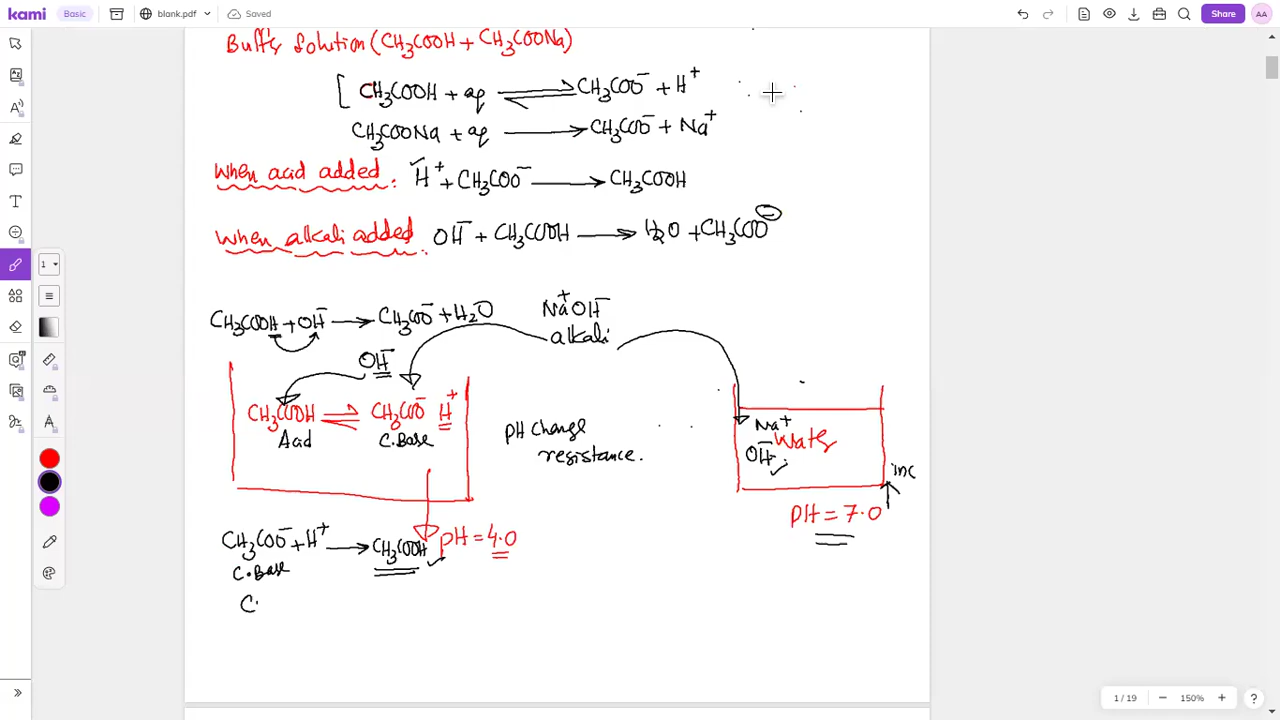 kami Basic blank.pdf Saved Share AA
Buffer Solution (CH3COOH + CH3COONa)
[ CH3COOH + aq ⇌ CH3COO⁻ + H⁺
CH3COONa + aq → CH3COO⁻ + Na⁺
When acid added. H⁺ + CH3COO⁻ → CH3COOH
When alkali added. OH⁻ + CH3COOH → H2O + CH3COO⁻
CH3COOH + OH⁻ → CH3COO⁻ + H2O
Na⁺OH⁻
alkali
OH⁻
CH3COOH ⇌ CH3COO⁻ H⁺
Acid C.Base
PH Change
resistance.
Na⁺
OH⁻ Water
inc
PH = 7.0
CH3COO⁻ + H⁺ → CH3COOH
C.Base
PH = 4.0
C.
1
1 / 19 150%
?